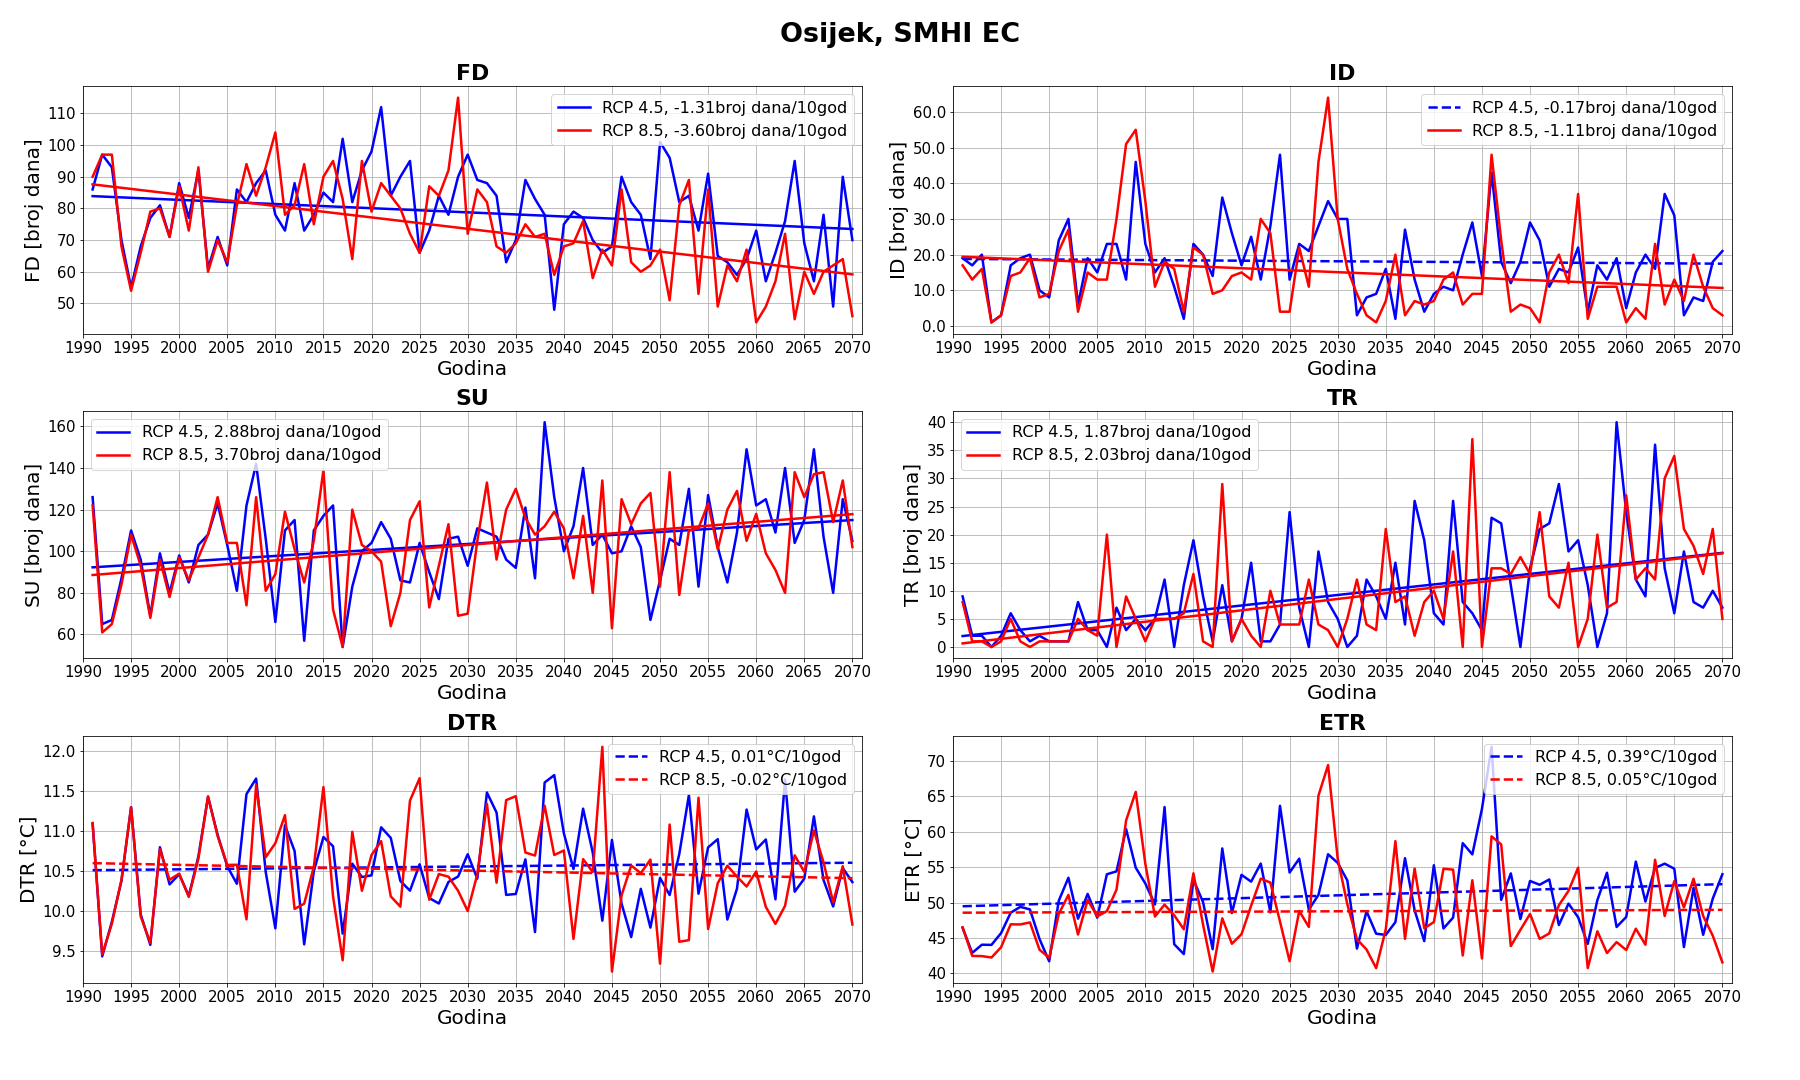 Osijek, SMHI EC
FD
FD [broj dana]
110
100
90
80
70
60
50
RCP 4.5, -1.31broj dana/10god
RCP 8.5, -3.60broj dana/10god
1990 1995 2000 2005 2010 2015 2020 2025 2030 2035 2040 2045 2050 2055 2060 2065 2070
Godina
ID
ID [broj dana]
60.0
50.0
40.0
30.0
20.0
10.0
0.0
RCP 4.5, -0.17broj dana/10god
RCP 8.5, -1.11broj dana/10god
1990 1995 2000 2005 2010 2015 2020 2025 2030 2035 2040 2045 2050 2055 2060 2065 2070
Godina
SU
SU [broj dana]
160
140
120
100
80
60
RCP 4.5, 2.88broj dana/10god
RCP 8.5, 3.70broj dana/10god
1990 1995 2000 2005 2010 2015 2020 2025 2030 2035 2040 2045 2050 2055 2060 2065 2070
Godina
TR
TR [broj dana]
40
35
30
25
20
15
10
5
0
RCP 4.5, 1.87broj dana/10god
RCP 8.5, 2.03broj dana/10god
1990 1995 2000 2005 2010 2015 2020 2025 2030 2035 2040 2045 2050 2055 2060 2065 2070
Godina
DTR
DTR [°C]
12.0
11.5
11.0
10.5
10.0
9.5
RCP 4.5, 0.01°C/10god
RCP 8.5, -0.02°C/10god
1990 1995 2000 2005 2010 2015 2020 2025 2030 2035 2040 2045 2050 2055 2060 2065 2070
Godina
ETR
ETR [°C]
70
65
60
55
50
45
40
RCP 4.5, 0.39°C/10god
RCP 8.5, 0.05°C/10god
1990 1995 2000 2005 2010 2015 2020 2025 2030 2035 2040 2045 2050 2055 2060 2065 2070
Godina